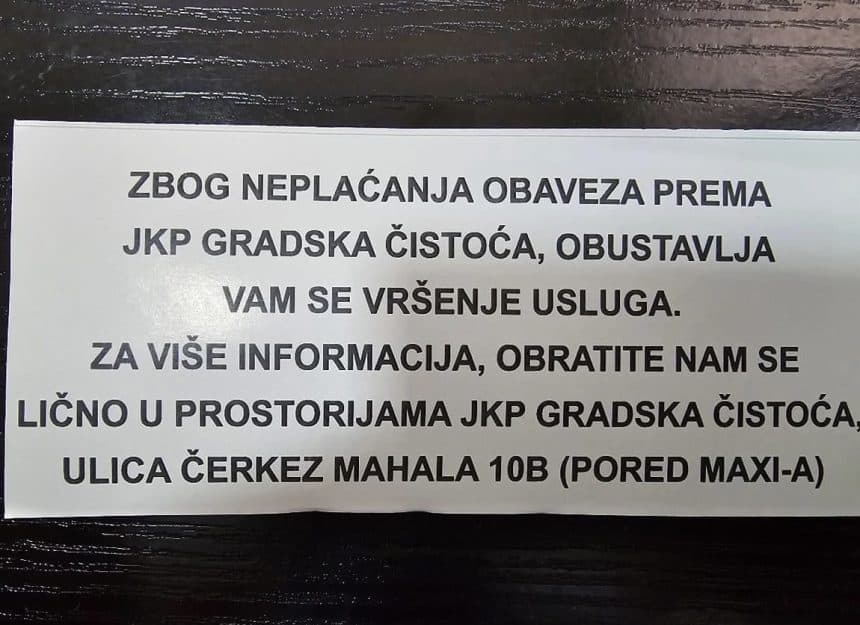 ZBOG NEPLAĆANJA OBAVEZA PREMA
JKP GRADSKA ČISTOĆA, OBUSTAVLJA
VAM SE VRŠENJE USLUGA.
ZA VIŠE INFORMACIJA, OBRATITE NAM SE
LIČNO U PROSTORIJAMA JKP GRADSKA ČISTOĆA,
ULICA ČERKEZ MAHALA 10B (PORED MAXI-A)